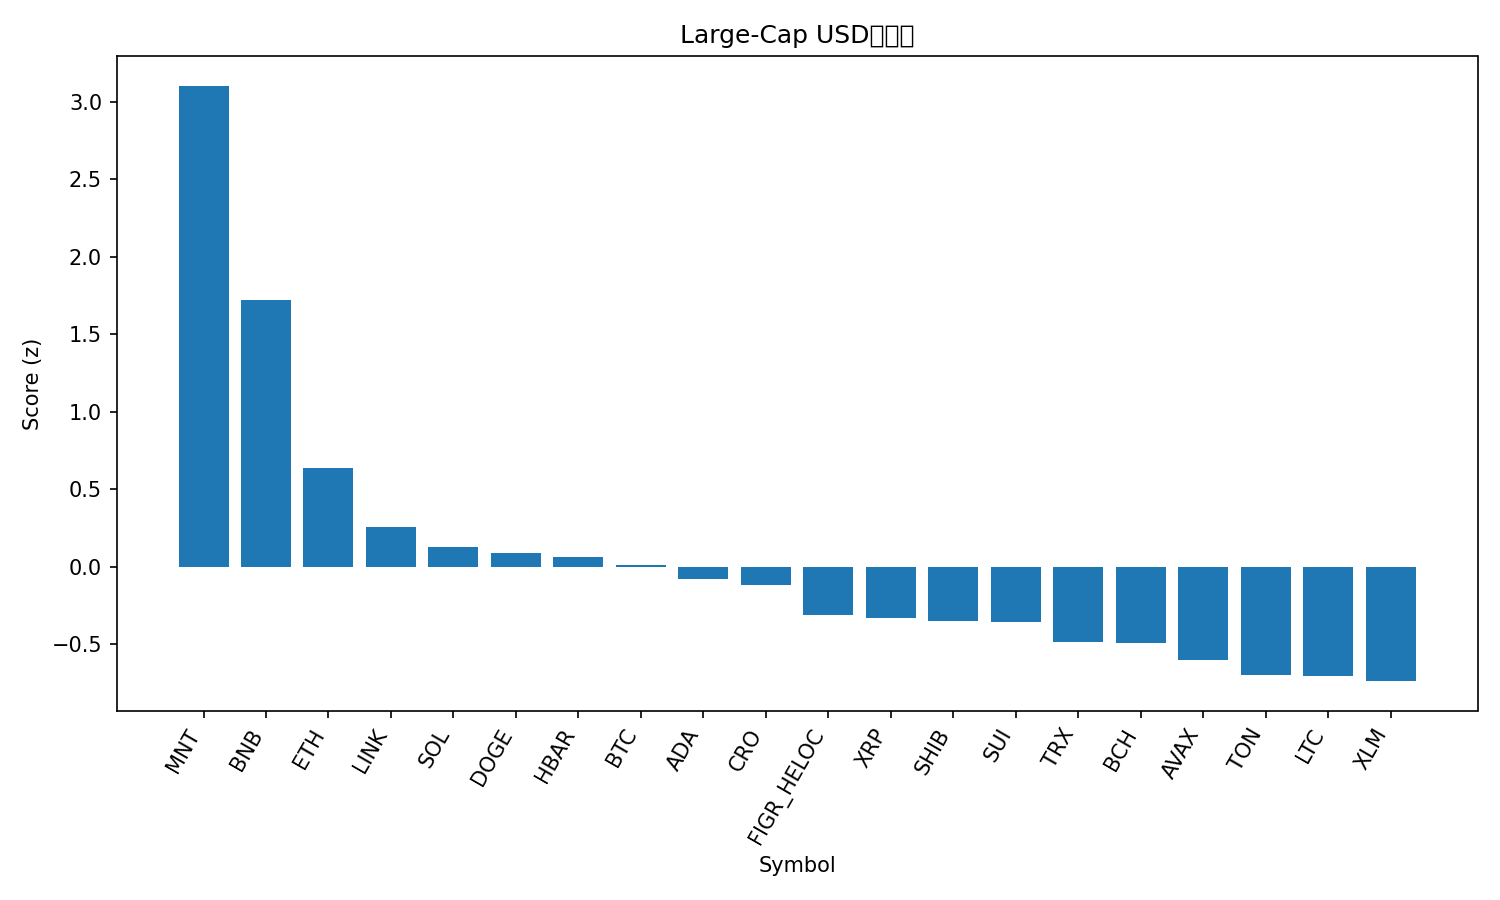 Large-Cap USD
3.0
2.5
2.0
1.5
1.0
0.5
0.0
−0.5
Score (z)
MNT
BNB
ETH
LINK
SOL
DOGE
HBAR
BTC
ADA
CRO
FIGR_HELOC
XRP
SHIB
SUI
TRX
BCH
AVAX
TON
LTC
XLM
Symbol